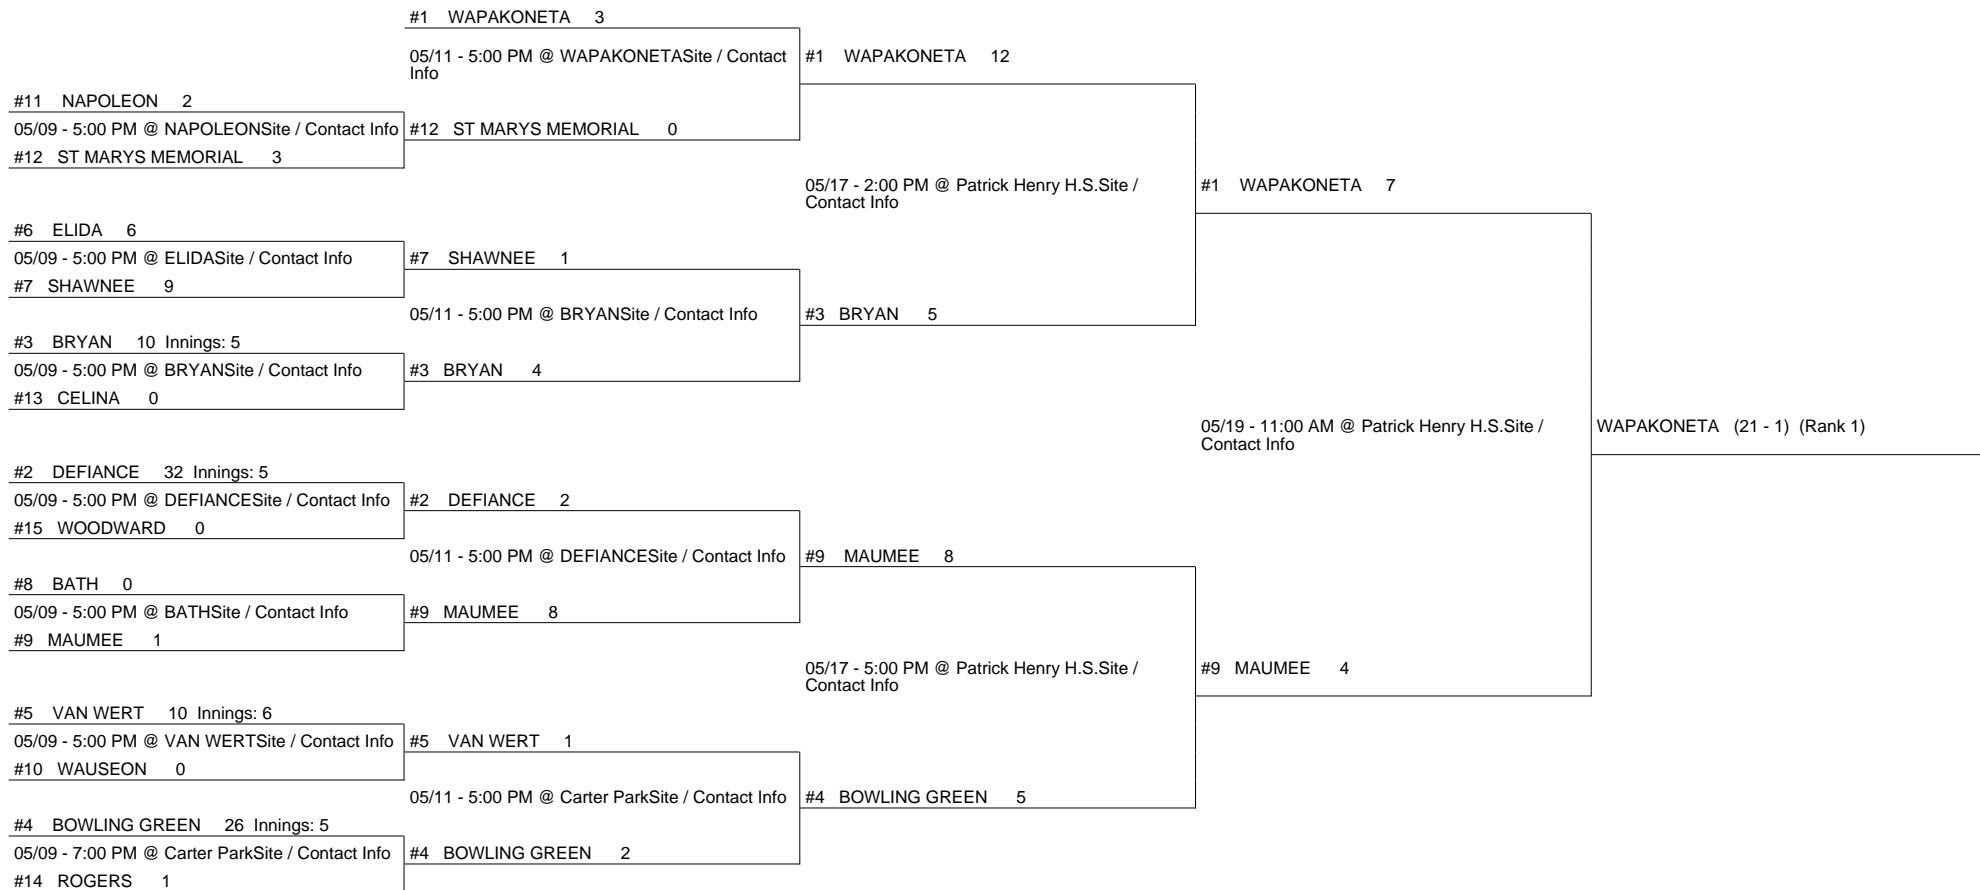 #1 WAPAKONETA 3
05/11 - 5:00 PM @ WAPAKONETASite / Contact
Info
#11 NAPOLEON 2
05/09 - 5:00 PM @ NAPOLEONSite / Contact Info
#12 ST MARYS MEMORIAL 3
#12 ST MARYS MEMORIAL 0
#1 WAPAKONETA 12
#6 ELIDA 6
05/09 - 5:00 PM @ ELIDASite / Contact Info
#7 SHAWNEE 9
#7 SHAWNEE 1
05/11 - 5:00 PM @ BRYANSite / Contact Info
#3 BRYAN 10 Innings: 5
05/09 - 5:00 PM @ BRYANSite / Contact Info
#13 CELINA 0
#3 BRYAN 4
#3 BRYAN 5
05/17 - 2:00 PM @ Patrick Henry H.S.Site /
Contact Info
#1 WAPAKONETA 7
#2 DEFIANCE 32 Innings: 5
05/09 - 5:00 PM @ DEFIANCESite / Contact Info
#15 WOODWARD 0
#2 DEFIANCE 2
05/11 - 5:00 PM @ DEFIANCESite / Contact Info
#8 BATH 0
05/09 - 5:00 PM @ BATHSite / Contact Info
#9 MAUMEE 1
#9 MAUMEE 8
#9 MAUMEE 8
#5 VAN WERT 10 Innings: 6
05/09 - 5:00 PM @ VAN WERTSite / Contact Info
#10 WAUSEON 0
#5 VAN WERT 1
05/11 - 5:00 PM @ Carter ParkSite / Contact Info
#4 BOWLING GREEN 26 Innings: 5
05/09 - 7:00 PM @ Carter ParkSite / Contact Info
#14 ROGERS 1
#4 BOWLING GREEN 2
#4 BOWLING GREEN 5
05/17 - 5:00 PM @ Patrick Henry H.S.Site /
Contact Info
#9 MAUMEE 4
05/19 - 11:00 AM @ Patrick Henry H.S.Site /
Contact Info
WAPAKONETA (21 - 1) (Rank 1)